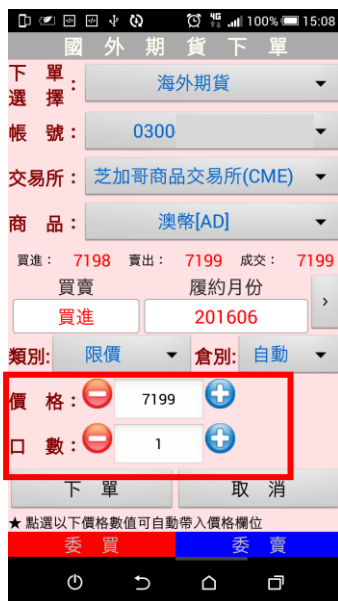 4G 100% 15:08
國外期貨下單
下單選擇： 海外期貨
帳號： 0300
交易所： 芝加哥商品交易所(CME)
商品： 澳幣[AD]
買進： 7198 賣出： 7199 成交： 7199
買賣 履約月份
買進 201606 ›
類別: 限價 倉別: 自動
價格： 7199
口數： 1
下單 取消
★ 點選以下價格數值可自動帶入價格欄位
委買 委賣